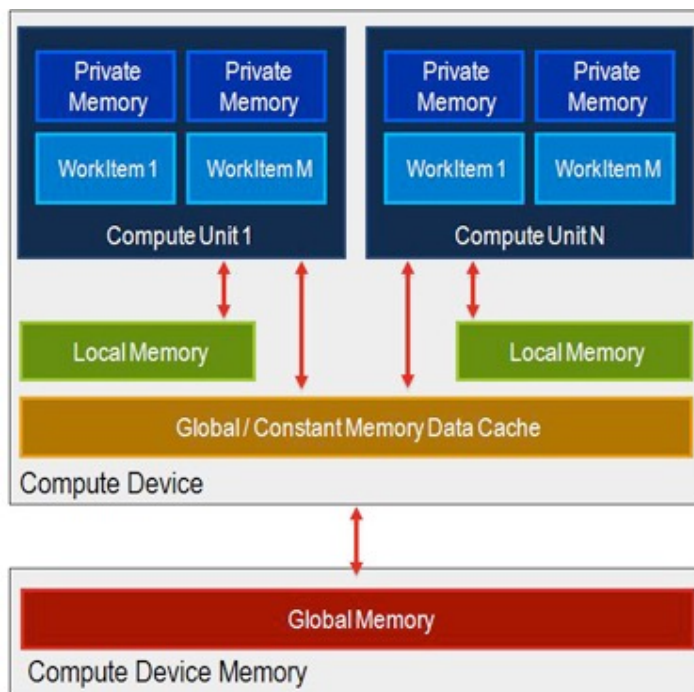 Private
Memory
Private
Memory
WorkItem 1
WorkItem M
Compute Unit 1
Private
Memory
Private
Memory
WorkItem 1
WorkItem M
Compute Unit N
Local Memory
Local Memory
Global / Constant Memory Data Cache
Compute Device
Global Memory
Compute Device Memory